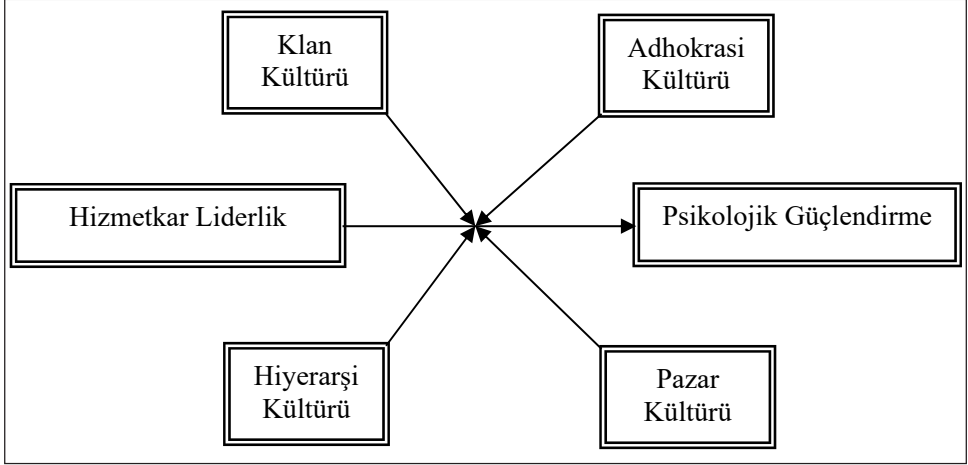 Klan
Kültürü
Adhokrasi
Kültürü
Hizmetkar Liderlik
Psikolojik Güçlendirme
Hiyerarşi
Kültürü
Pazar
Kültürü